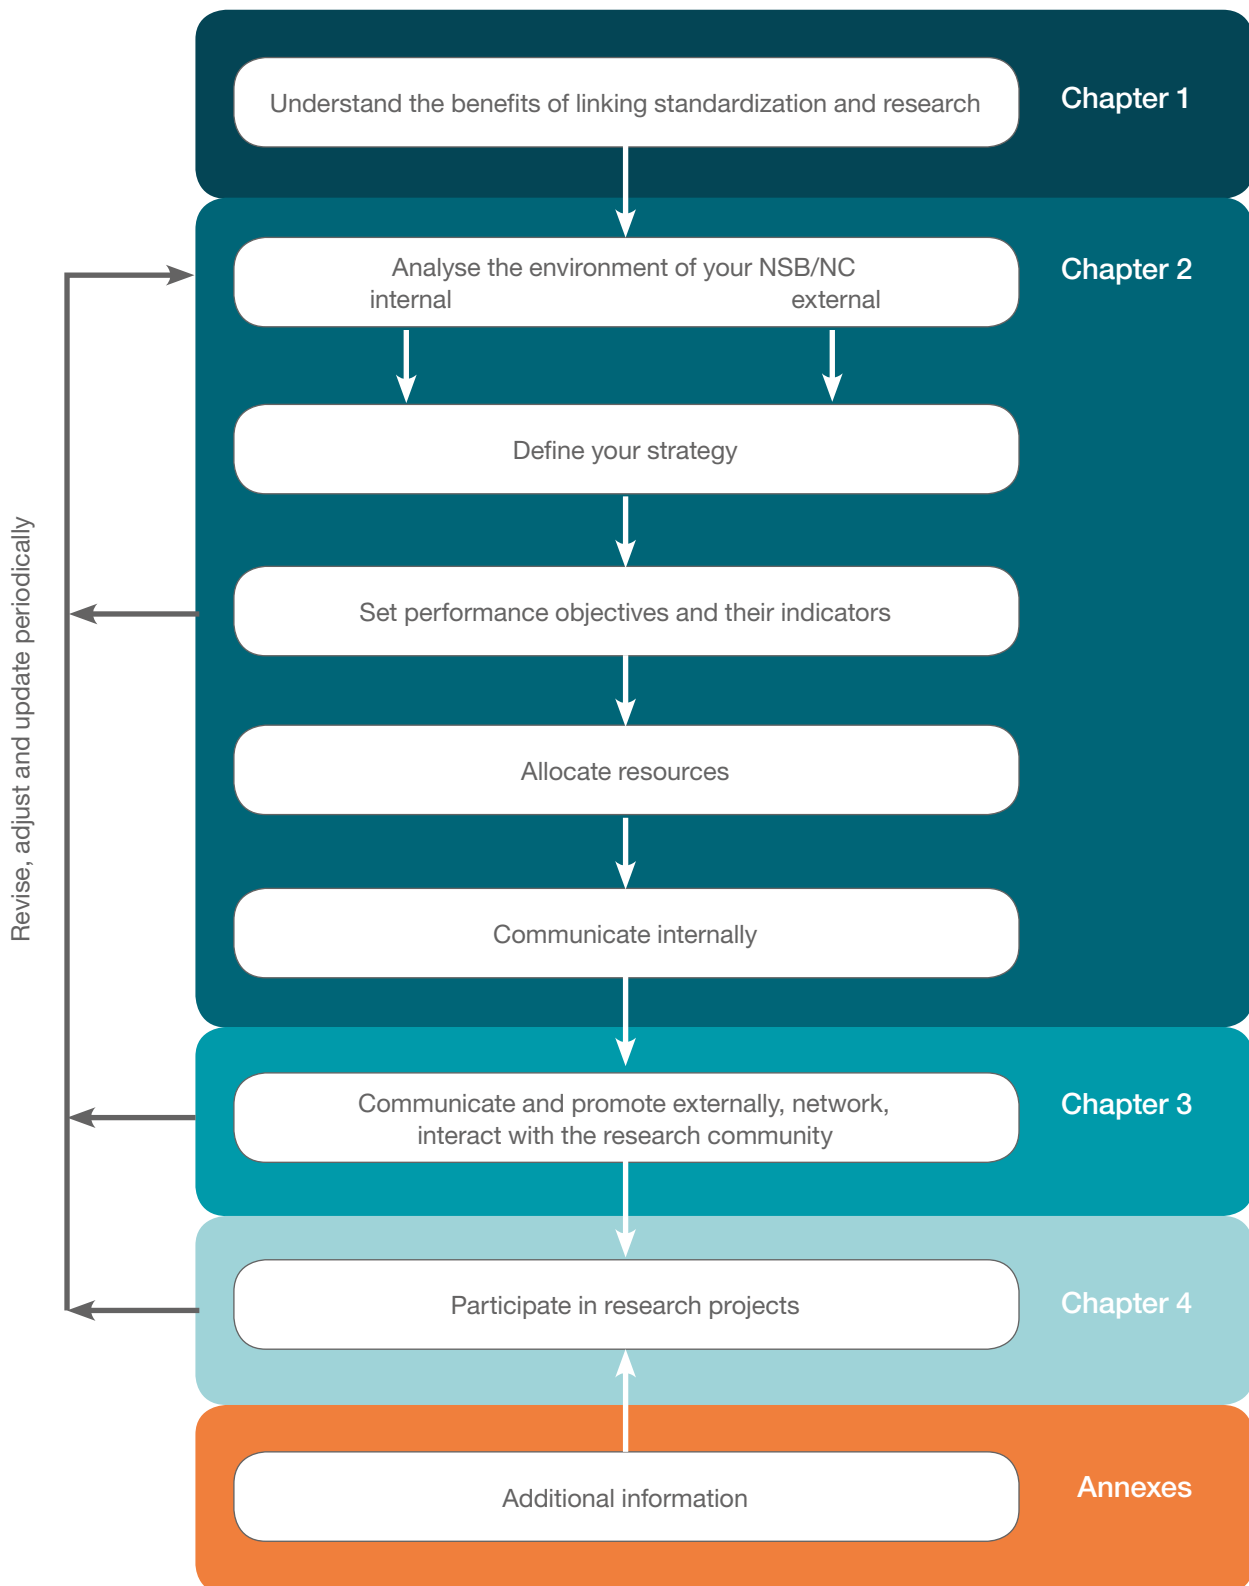 Understand the benefits of linking standardization and research
Chapter 1
Analyse the environment of your NSB/NC
internal external
Chapter 2
Define your strategy
Set performance objectives and their indicators
Allocate resources
Communicate internally
Revise, adjust and update periodically
Communicate and promote externally, network,
interact with the research community
Chapter 3
Participate in research projects
Chapter 4
Additional information
Annexes